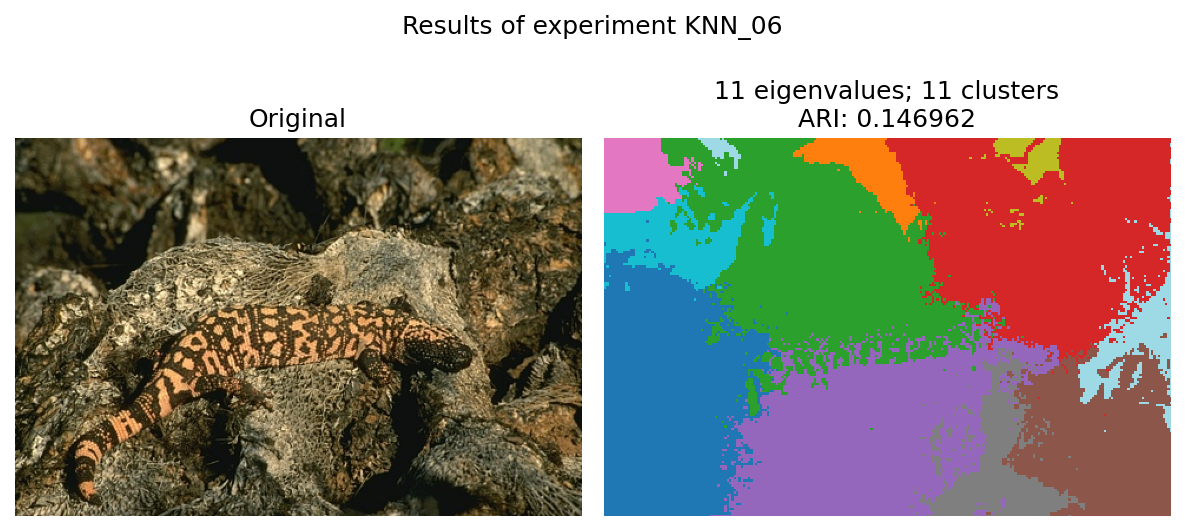 Results of experiment KNN_06
Original
11 eigenvalues; 11 clusters
ARI: 0.146962